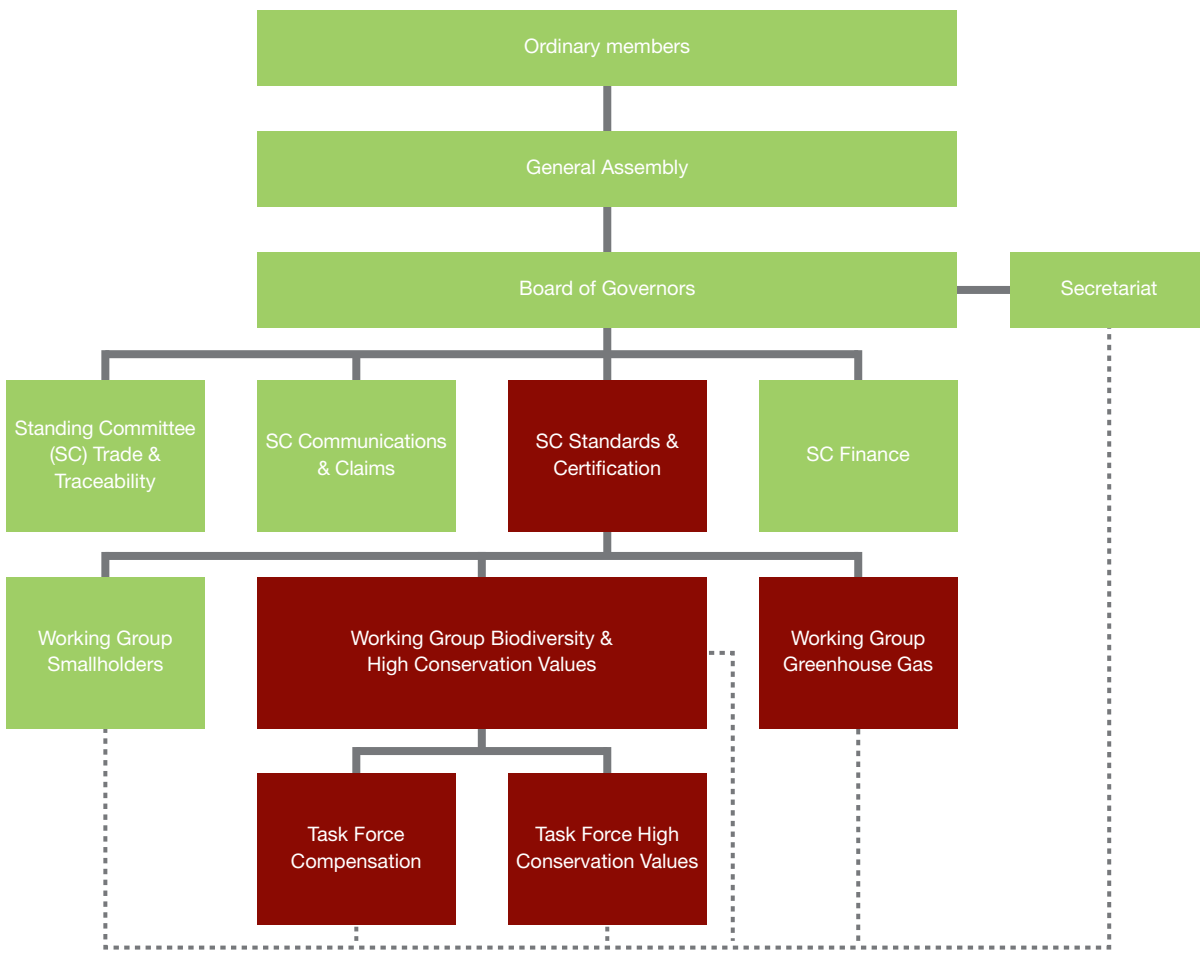 Ordinary members
General Assembly
Board of Governors
Secretariat
Standing Committee
(SC) Trade &
Traceability
SC Communications
& Claims
SC Standards &
Certification
SC Finance
Working Group
Smallholders
Working Group Biodiversity &
High Conservation Values
Working Group
Greenhouse Gas
Task Force
Compensation
Task Force High
Conservation Values